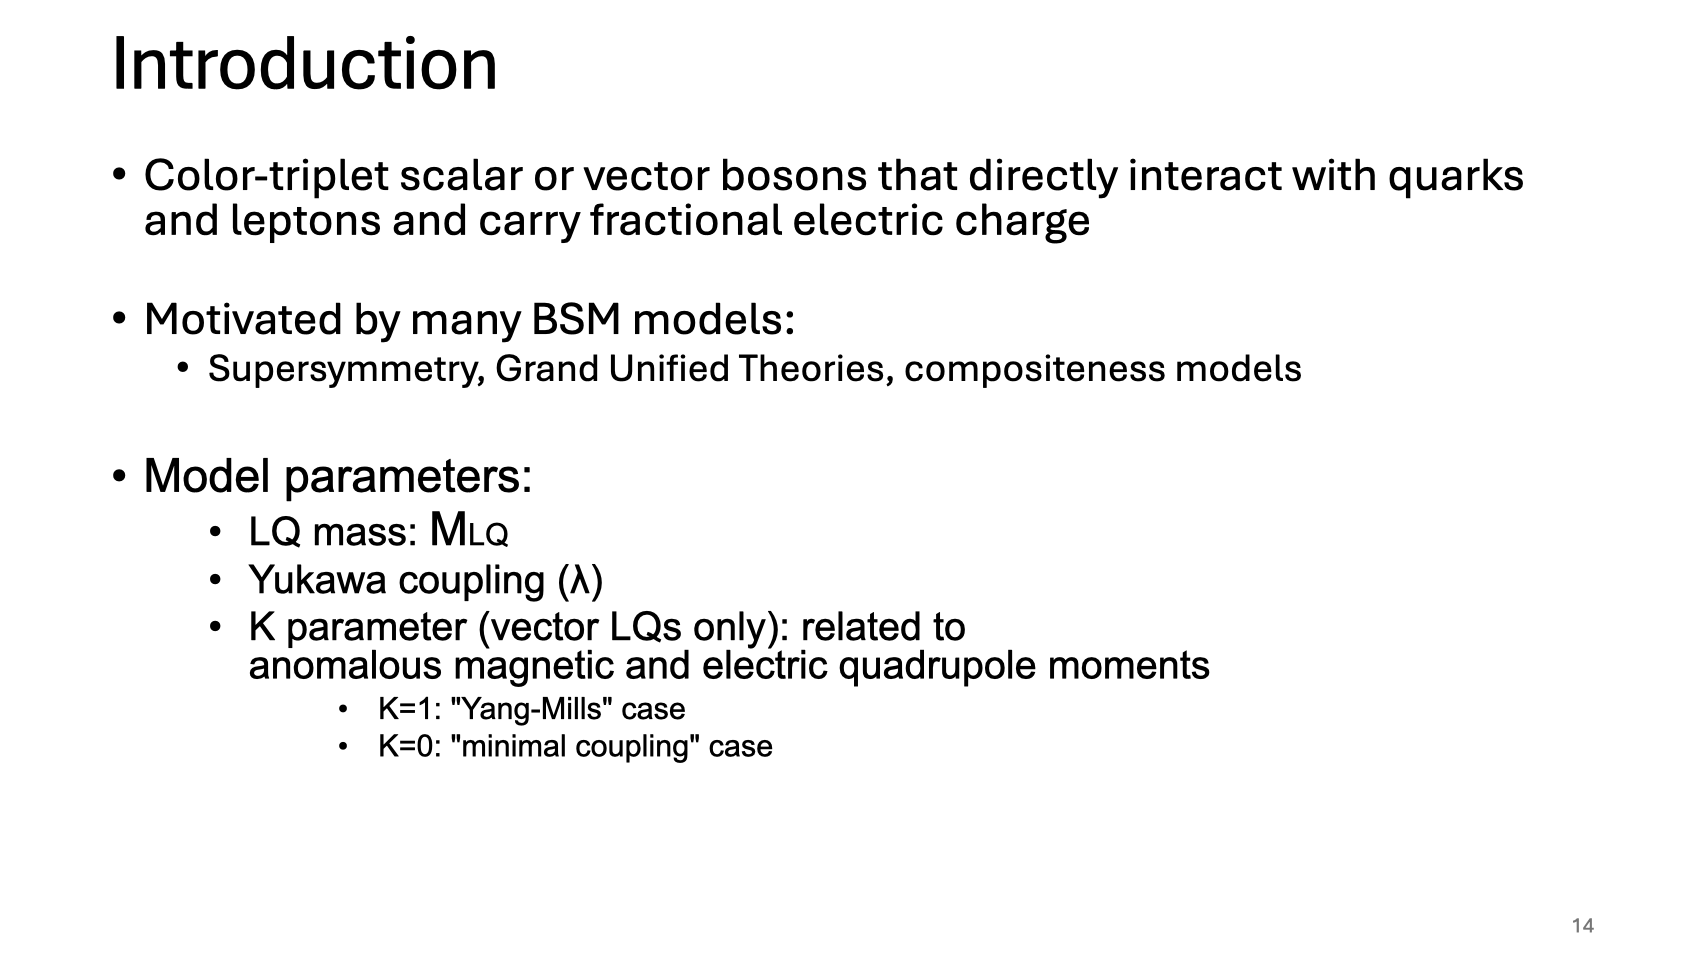 Introduction
• Color-triplet scalar or vector bosons that directly interact with quarks
and leptons and carry fractional electric charge
• Motivated by many BSM models:
• Supersymmetry, Grand Unified Theories, compositeness models
• Model parameters:
• LQ mass: MLQ
• Yukawa coupling (λ)
• K parameter (vector LQs only): related to
anomalous magnetic and electric quadrupole moments
• K=1: "Yang-Mills" case
• K=0: "minimal coupling" case
14